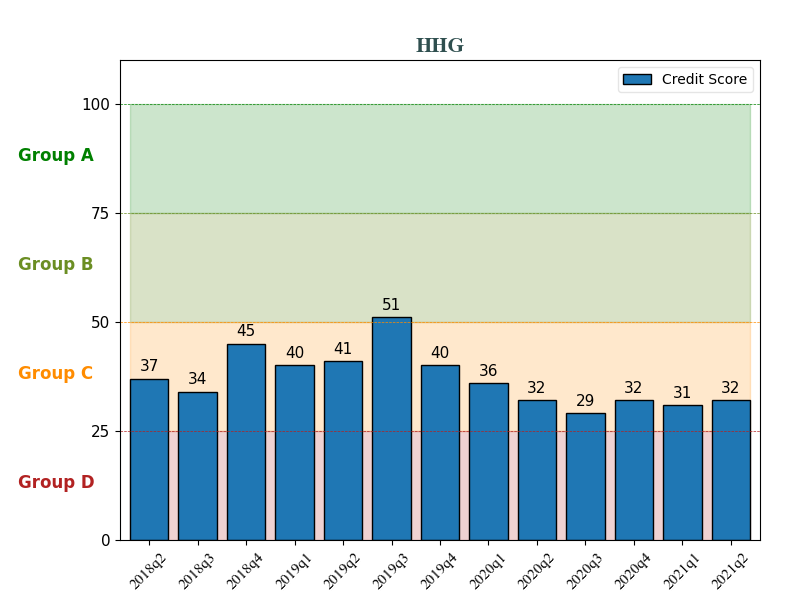 HHG
Credit Score
100
Group A
75
Group B
51
50
45
41
40
40
37
36
34
32
32
32
31
29
Group C
25
Group D
0
2018q2
2018q3
2018q4
2019q1
2019q2
2019q3
2019q4
2020q1
2020q2
2020q3
2020q4
2021q1
2021q2